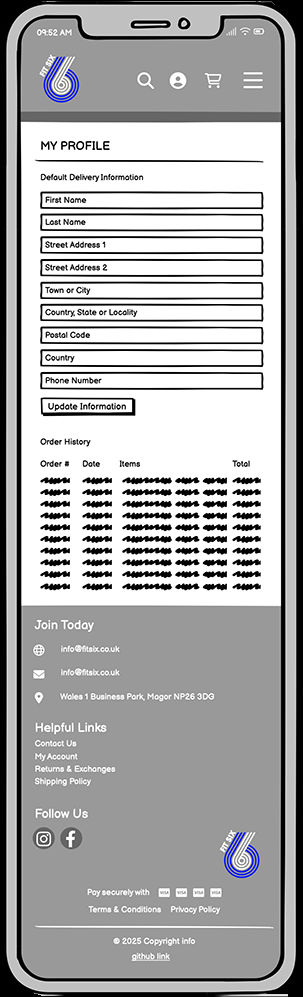 09:52 AM
FIT SIX
MY PROFILE
Default Delivery Information
First Name
Last Name
Street Address 1
Street Address 2
Town or City
Country, State or Locality
Postal Code
Country
Phone Number
Update Information
Order History
Order # Date Items Total
Join Today
info@fitsix.co.uk
info@fitsix.co.uk
Wales 1 Business Park, Magor NP26 3DG
Helpful Links
Contact Us
My Account
Returns & Exchanges
Shipping Policy
Follow Us
FIT SIX
Pay securely with VISA VISA VISA VISA
Terms & Conditions Privacy Policy
© 2025 Copyright info
github link